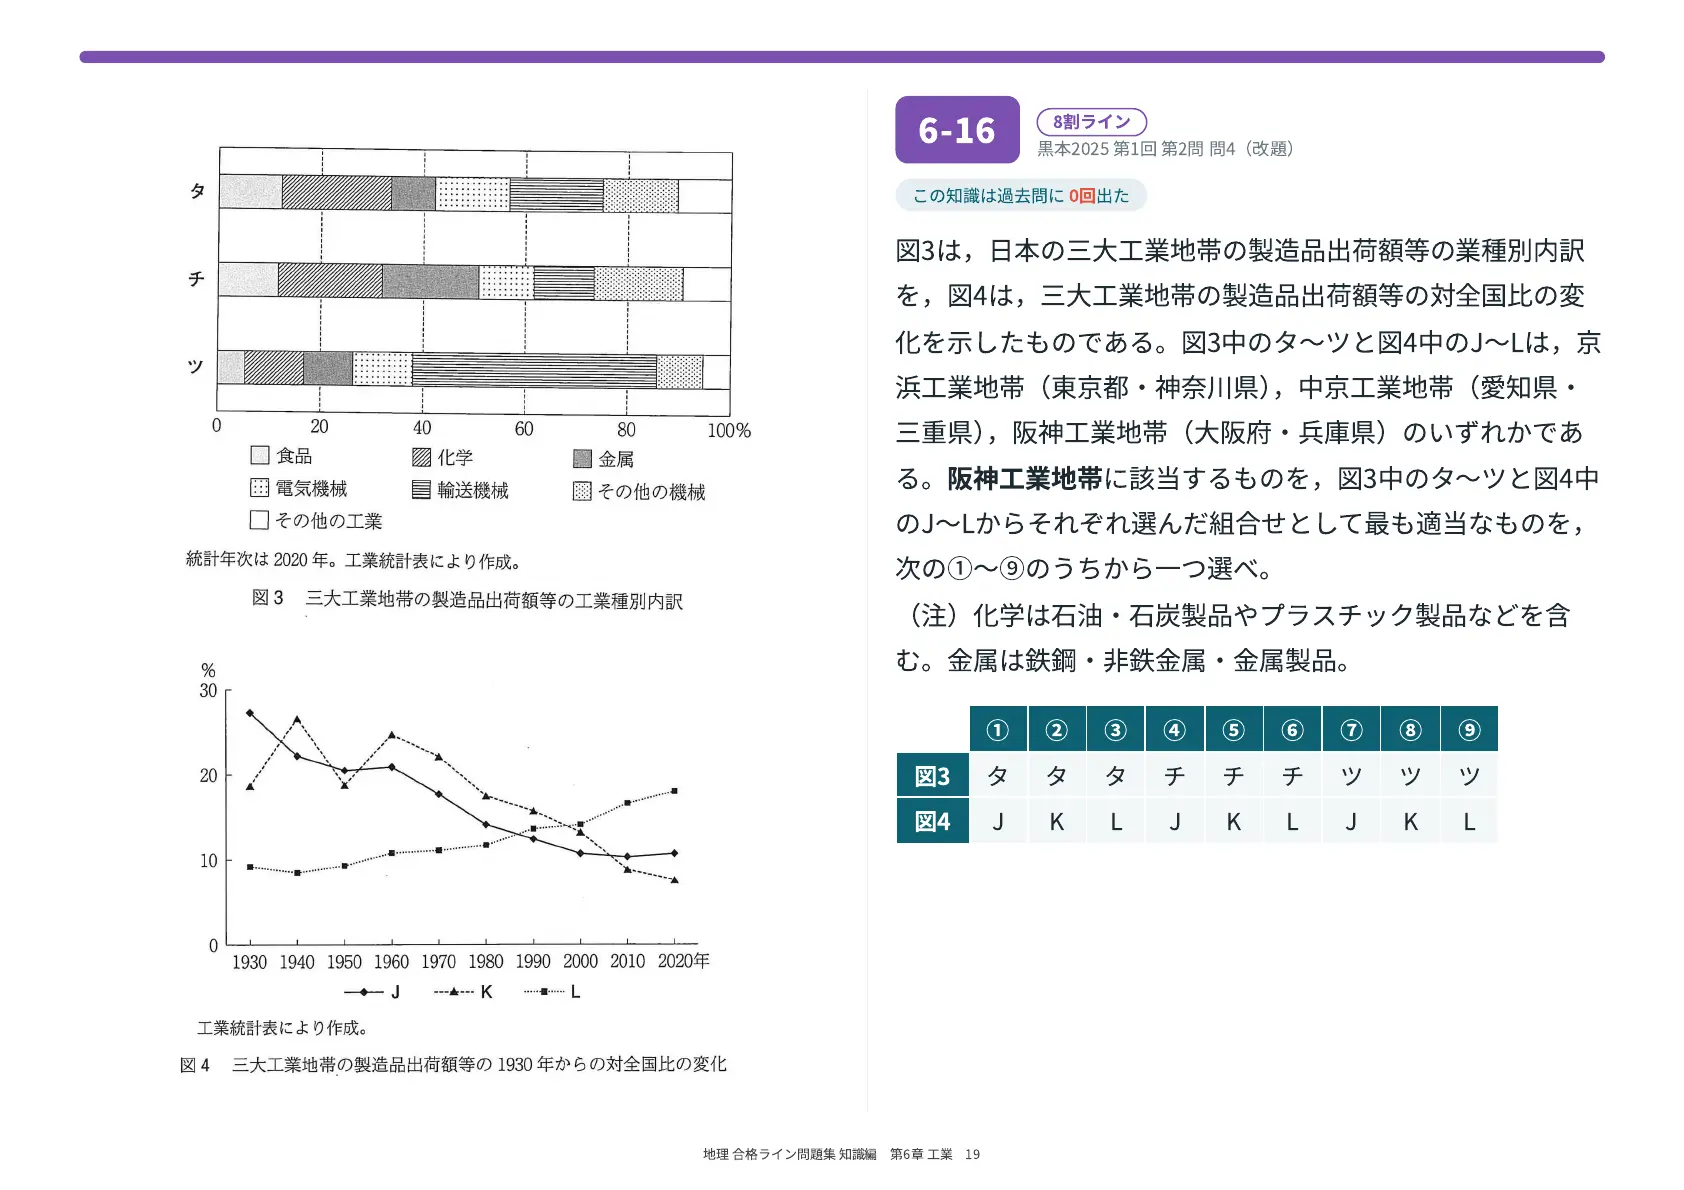 タ
チ
ツ
0 20 40 60 80 100%
食品 化学 金属
電気機械 輸送機械 その他の機械
その他の工業
統計年次は 2020 年。工業統計表により作成。
図 3 三大工業地帯の製造品出荷額等の工業種別内訳
%
30
20
10
0
1930 1940 1950 1960 1970 1980 1990 2000 2010 2020年
J K L
工業統計表により作成。
図 4 三大工業地帯の製造品出荷額等の 1930 年からの対全国比の変化
6-16
8割ライン
黒本2025 第1回 第2問 問4（改題）
この知識は過去問に 0回出た
図3は，日本の三大工業地帯の製造品出荷額等の業種別内訳
を，図4は，三大工業地帯の製造品出荷額等の対全国比の変
化を示したものである。図3中のタ～ツと図4中のJ～Lは，京
浜工業地帯（東京都・神奈川県），中京工業地帯（愛知県・
三重県），阪神工業地帯（大阪府・兵庫県）のいずれかであ
る。阪神工業地帯に該当するものを，図3中のタ～ツと図4中
のJ～Lからそれぞれ選んだ組合せとして最も適当なものを，
次の①～⑨のうちから一つ選べ。
（注）化学は石油・石炭製品やプラスチック製品などを含
む。金属は鉄鋼・非鉄金属・金属製品。
① ② ③ ④ ⑤ ⑥ ⑦ ⑧ ⑨
図3 タ タ タ チ チ チ ツ ツ ツ
図4 J K L J K L J K L
地理 合格ライン問題集 知識編 第6章 工業 19